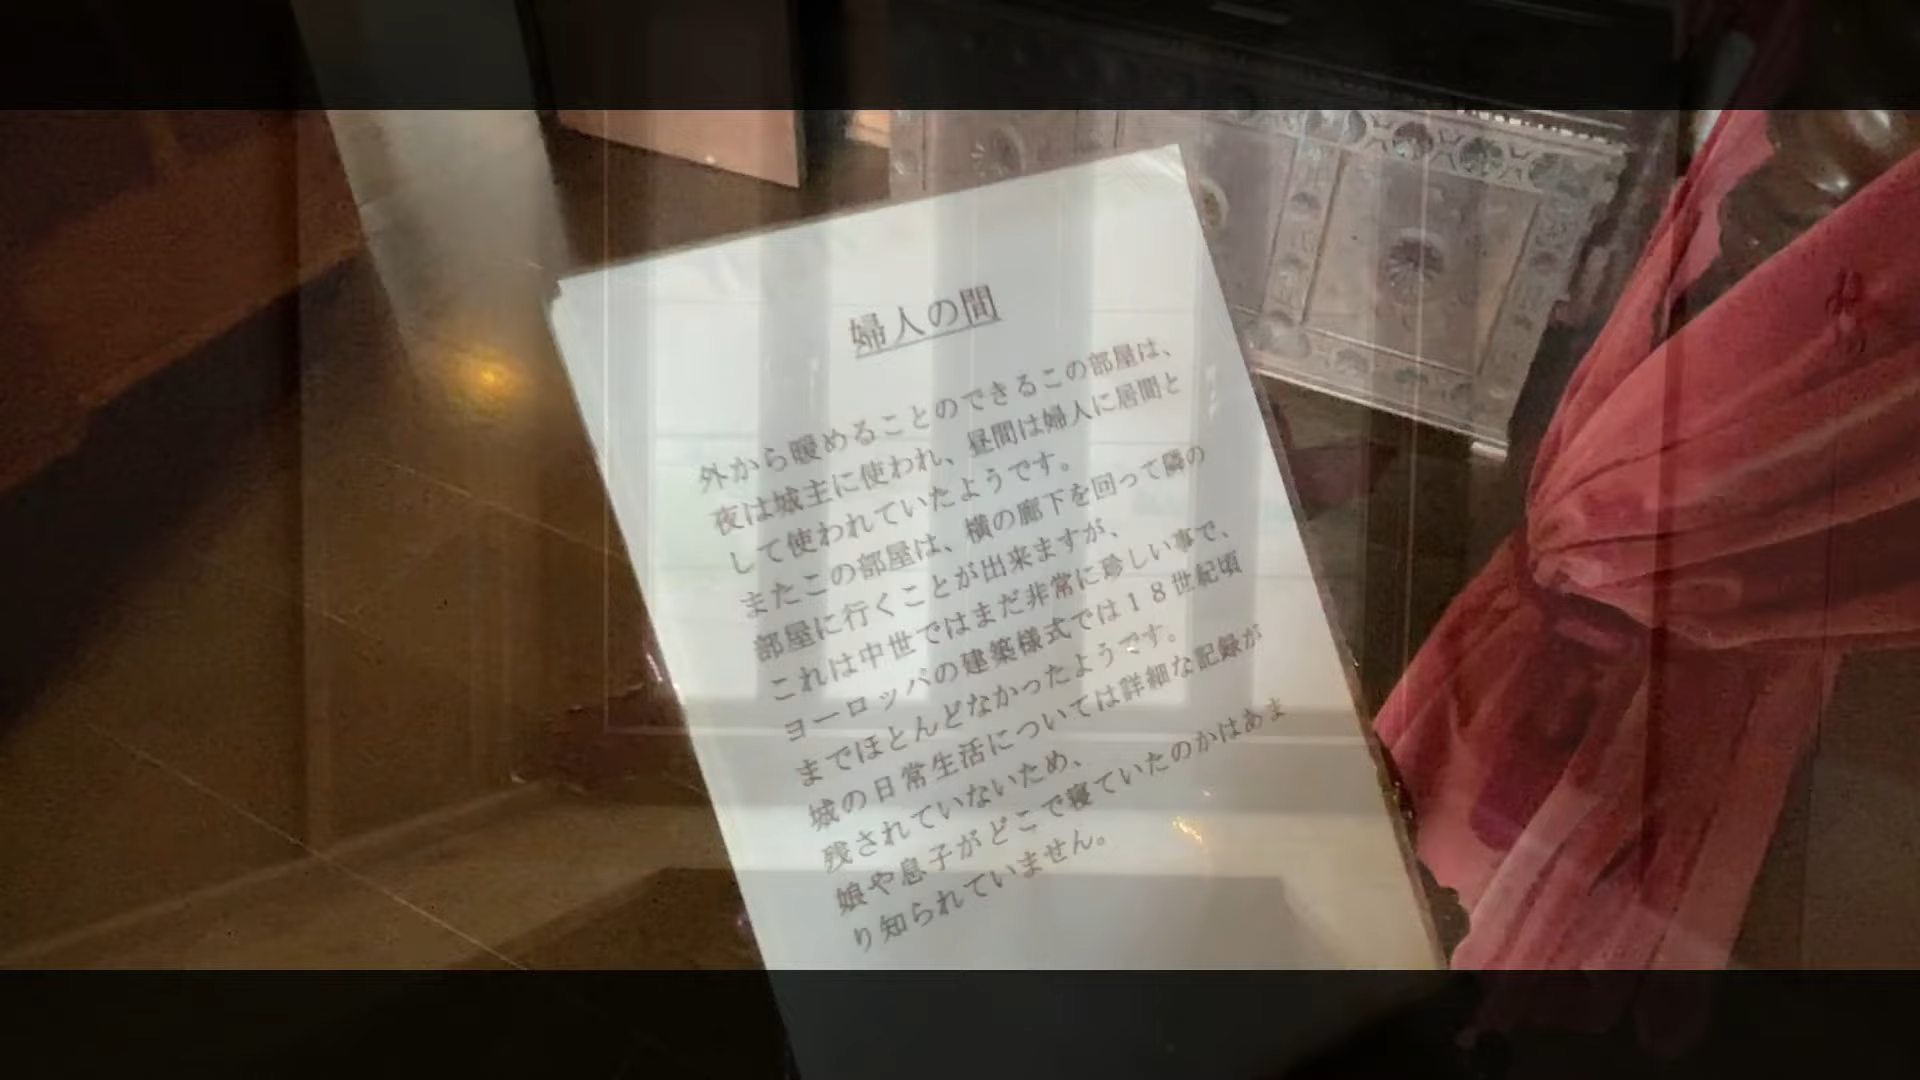 婦人の間
外から暖めることのできるこの部屋は、
夜は城主に使われ、昼間は婦人に居間と
して使われていたようです。
またこの部屋は、横の廊下を回って隣の
部屋に行くことが出来ますが、
これは中世ではまだ非常に珍しい事で、
ヨーロッパの建築様式では18世紀頃
までほとんどなかったようです。
城の日常生活については詳細な記録が
残されていないため、
娘や息子がどこで寝ていたのかはあま
り知られていません。